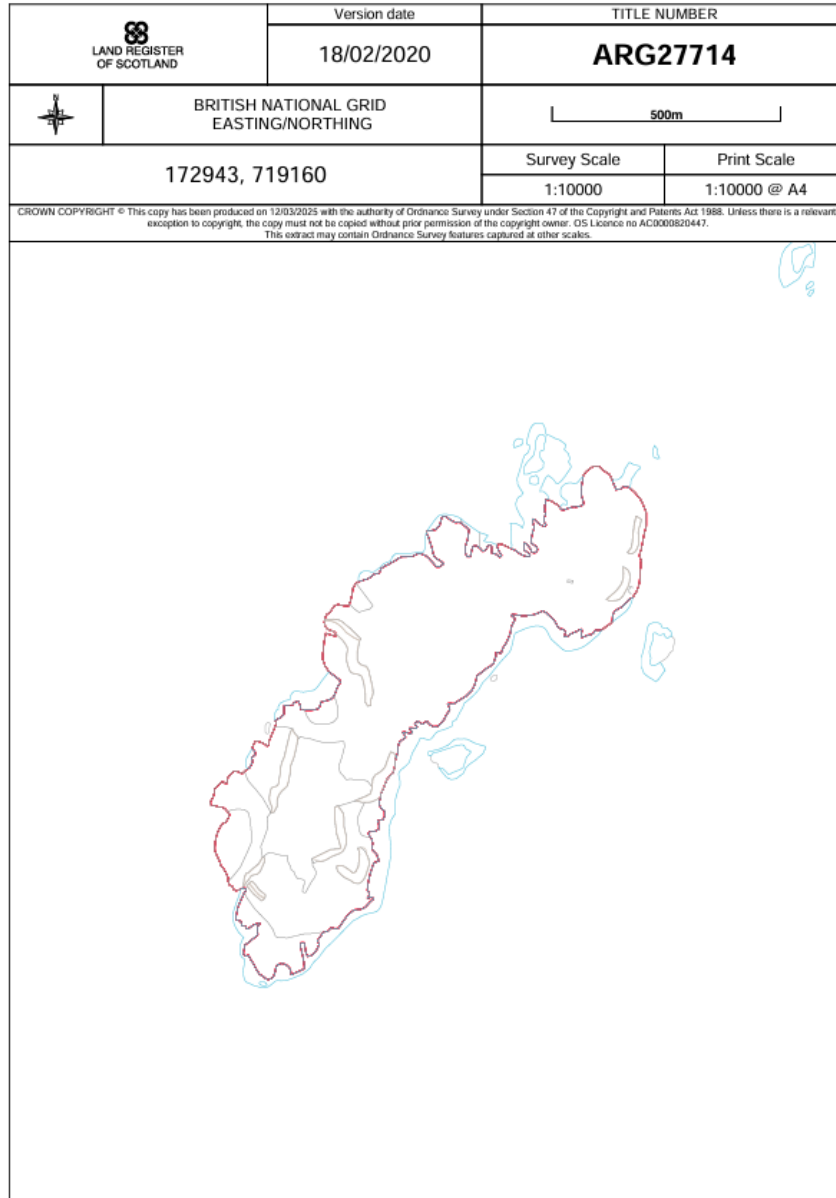 LAND REGISTER
OF SCOTLAND
Version date
18/02/2020
TITLE NUMBER
ARG27714
N
BRITISH NATIONAL GRID
EASTING/NORTHING
500m
172943, 719160
Survey Scale
1:10000
Print Scale
1:10000 @ A4
CROWN COPYRIGHT © This copy has been produced on 12/03/2025 with the authority of Ordnance Survey under Section 47 of the Copyright and Patents Act 1988. Unless there is a relevant
exception to copyright, the copy must not be copied without prior permission of the copyright owner. OS Licence no AC0000820447.
This extract may contain Ordnance Survey features captured at other scales.